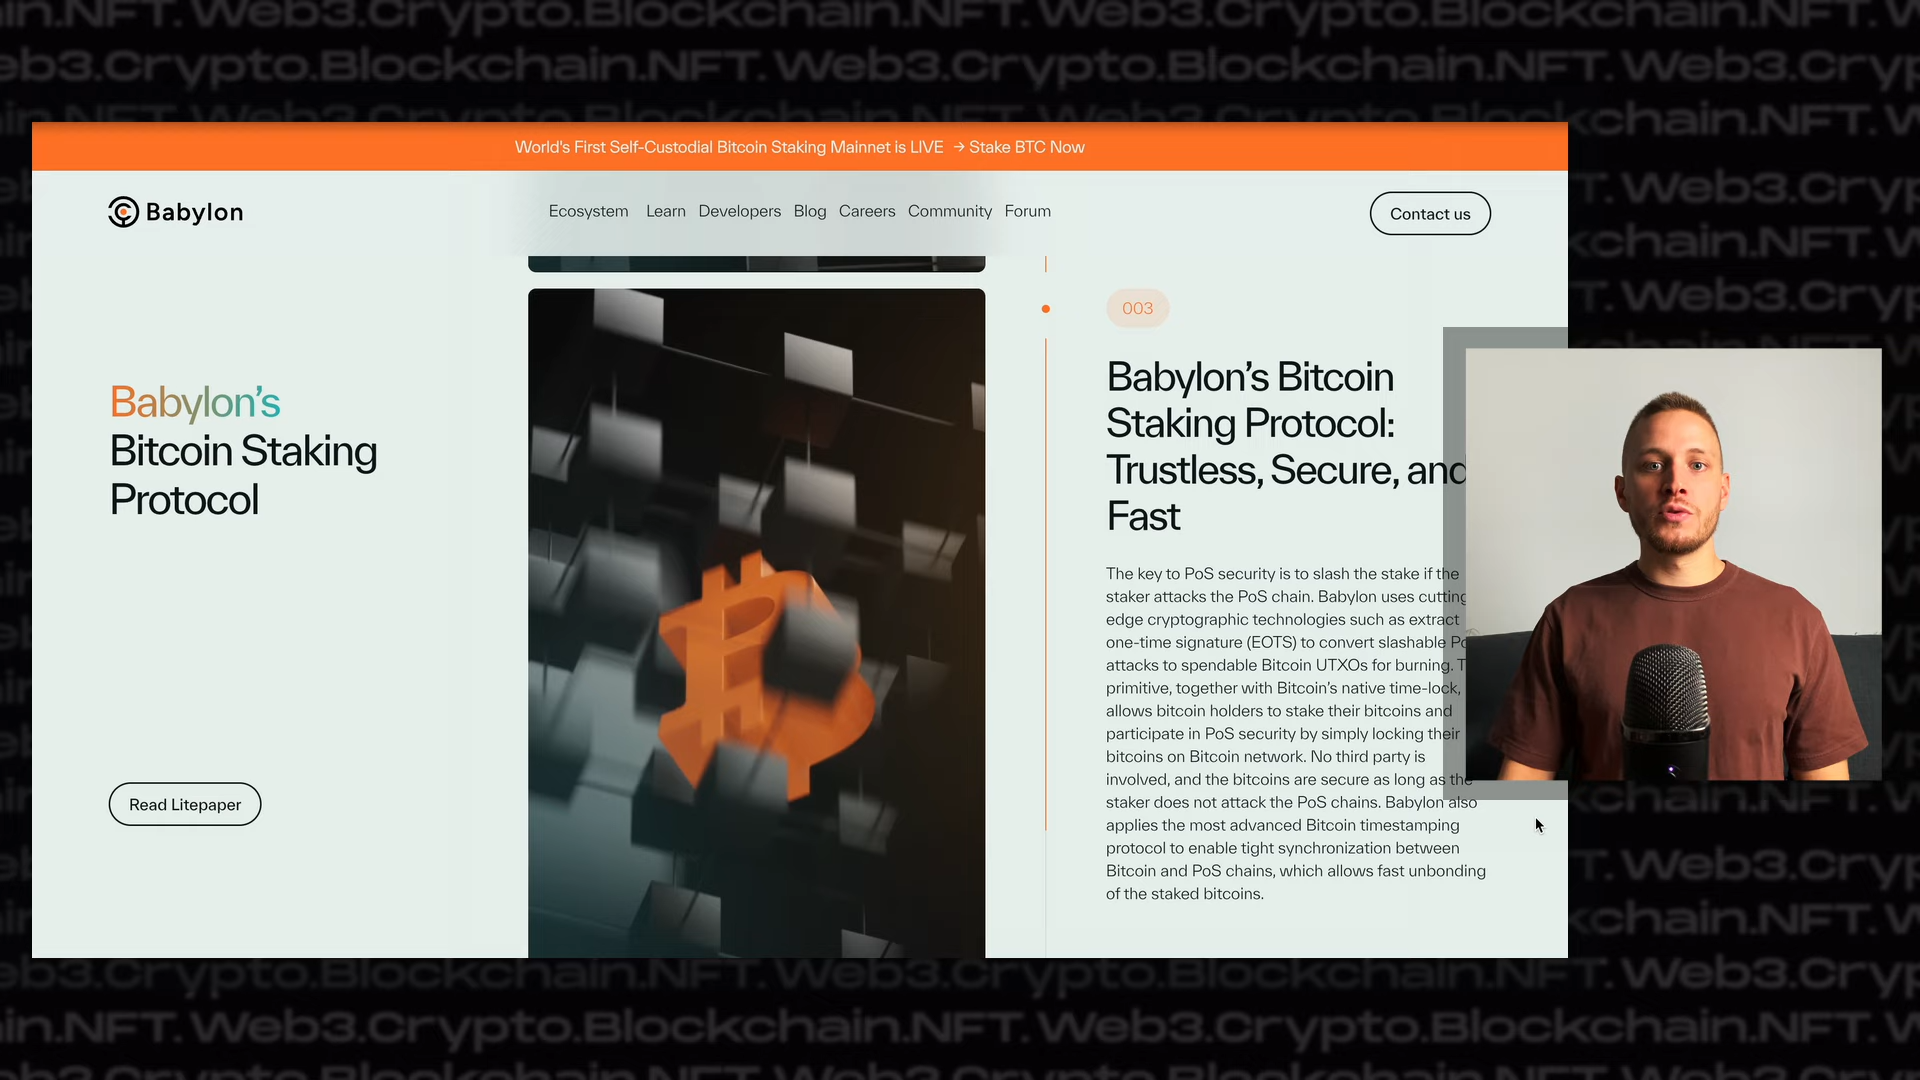 Web3.Crypto.Blockchain.NFT.
World's First Self-Custodial Bitcoin Staking Mainnet is LIVE → Stake BTC Now
Babylon
Ecosystem Learn Developers Blog Careers Community Forum
Contact us
Babylon's
Bitcoin Staking
Protocol
Read Litepaper
003
Babylon's Bitcoin
Staking Protocol:
Trustless, Secure, and
Fast
The key to PoS security is to slash the stake if the
staker attacks the PoS chain. Babylon uses cutting
edge cryptographic technologies such as extract
one-time signature (EOTS) to convert slashable
attacks to spendable Bitcoin UTXOs for burning.
primitive, together with Bitcoin's native time-lock,
allows bitcoin holders to stake their bitcoins and
participate in PoS security by simply locking their
bitcoins on Bitcoin network. No third party is
involved, and the bitcoins are secure as long as the
staker does not attack the PoS chains. Babylon also
applies the most advanced Bitcoin timestamping
protocol to enable tight synchronization between
Bitcoin and PoS chains, which allows fast unbonding
of the staked bitcoins.